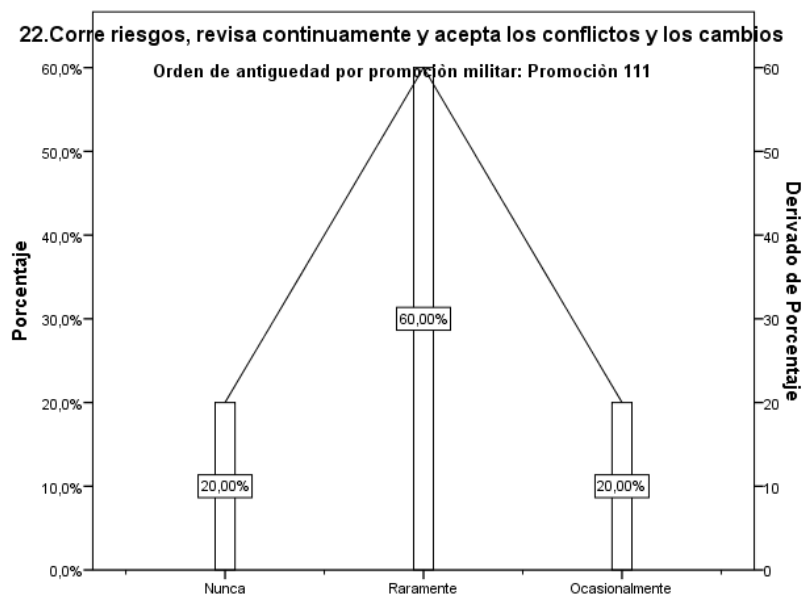 22.Corre riesgos, revisa continuamente y acepta los conflictos y los cambios
Orden de antiguedad por promoción militar: Promoción 111
Porcentaje
60,0%
50,0%
40,0%
30,0%
20,0%
10,0%
0,0%
20,00%
60,00%
20,00%
Nunca
Raramente
Ocasionalmente
60
50
40
30
20
10
0
Derivado de Porcentaje